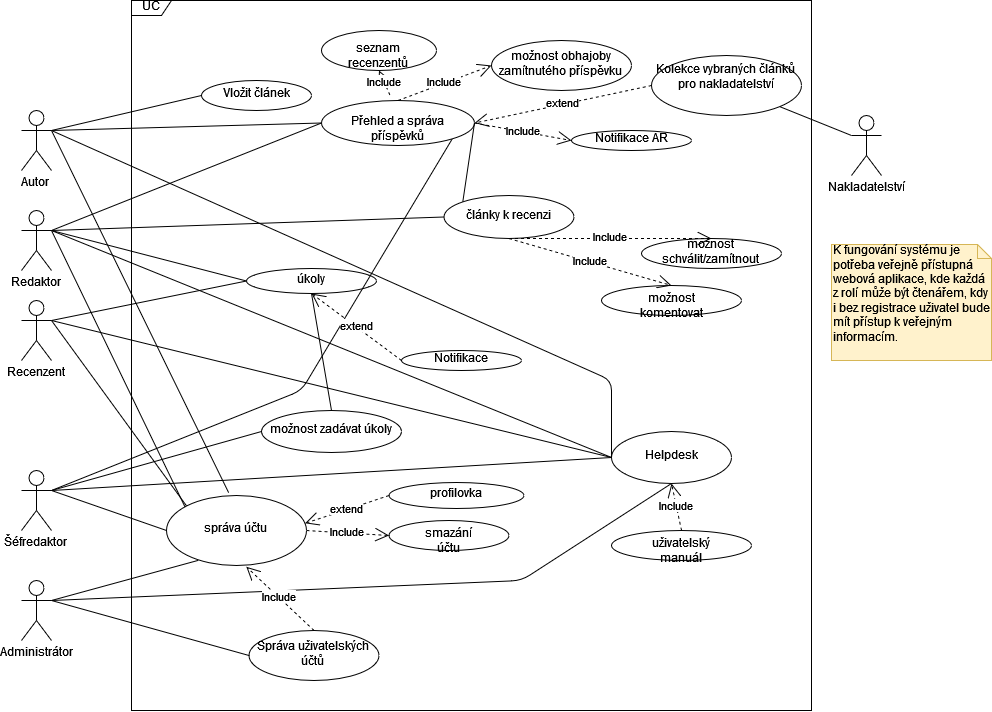 UC
seznam
recenzentů
možnost obhajoby
zamítnutého příspěvku
Kolekce vybraných článků
pro nakladatelství
Include
Include
Vložit článek
extend
Přehled a správa
příspěvků
Include
Notifikace AR
Autor
Nakladatelství
články k recenzi
Include
možnost
schválit/zamítnout
Include
K fungování systému je
potřeba veřejně přístupná
webová aplikace, kde každá
z rolí může být čtenářem, kdy
i bez registrace uživatel bude
mít přístup k veřejným
informacím.
Redaktor
úkoly
možnost
komentovat
extend
Notifikace
Recenzent
možnost zadávat úkoly
Helpdesk
profilovka
extend
Include
správa účtu
Include
smazání
účtu
Šéfredaktor
uživatelský
manuál
Include
Administrátor
Správa uživatelských
účtů